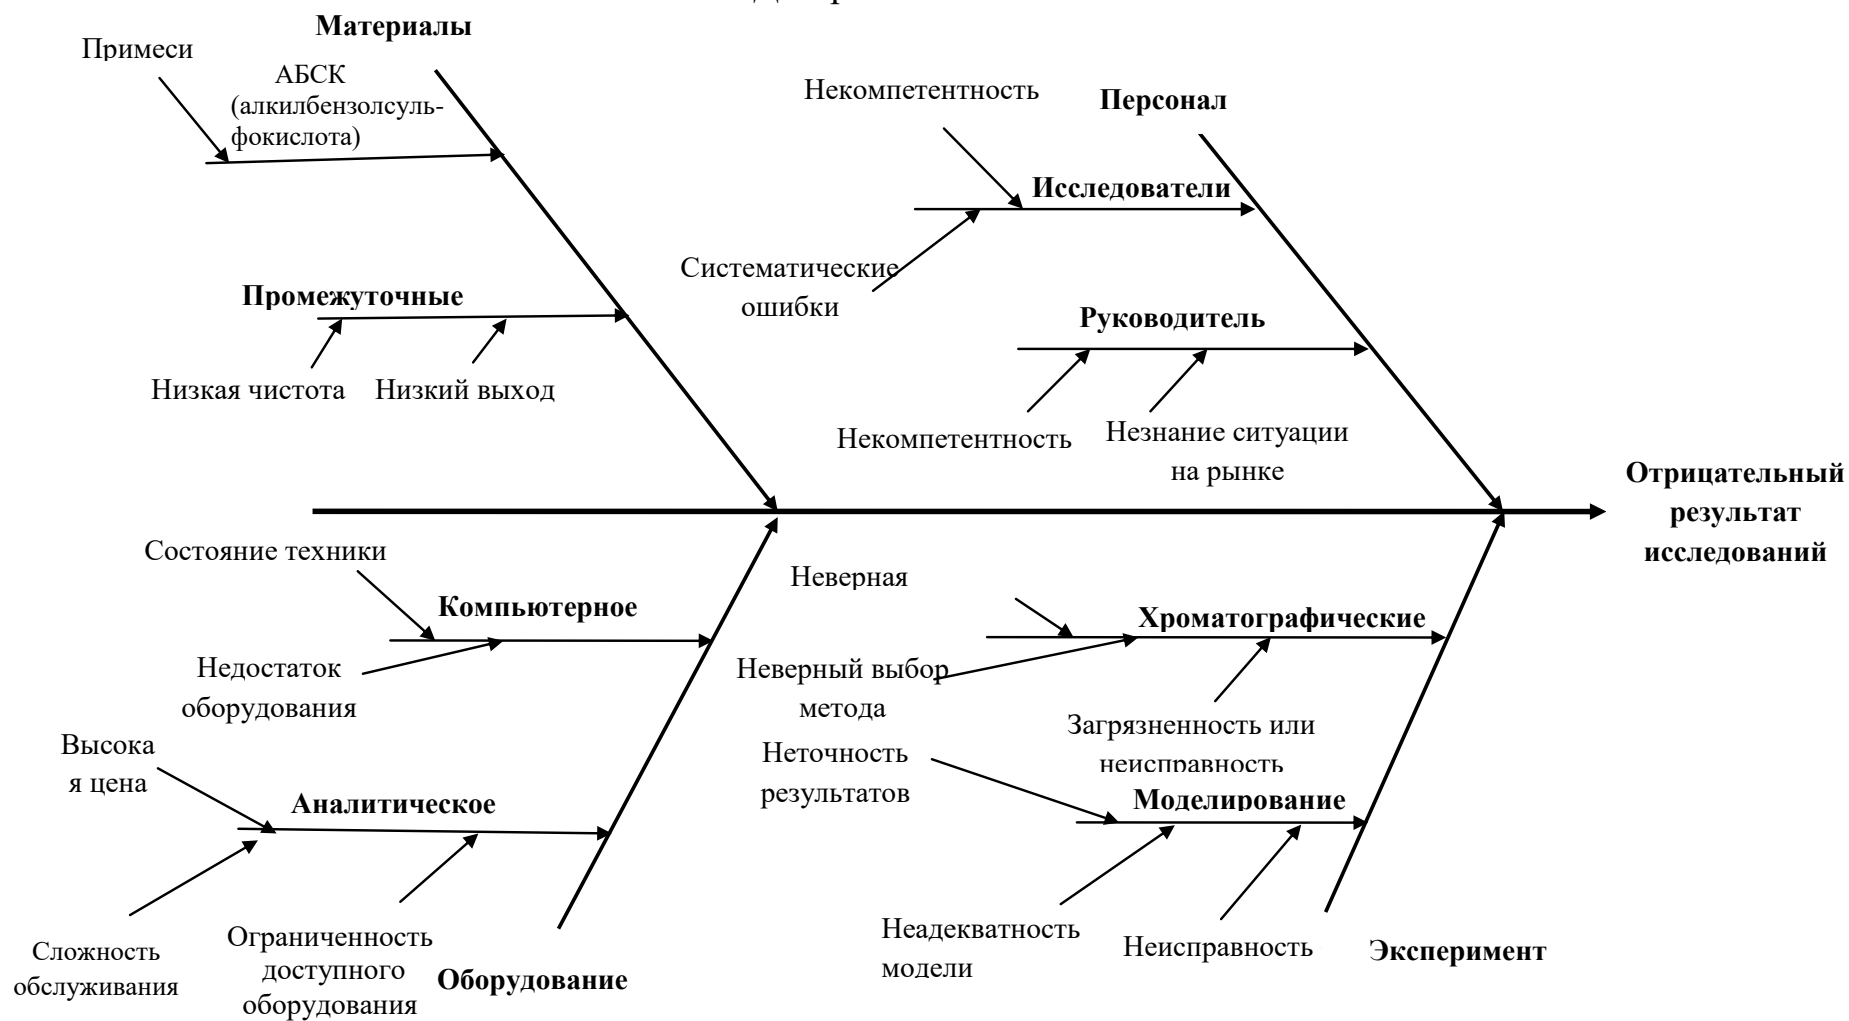 Материалы
Примеси
АБСК
(алкилбензолсуль-
фокислота)
Промежуточные
Низкая чистота
Низкий выход
Некомпетентность
Персонал
Исследователи
Систематические
ошибки
Руководитель
Некомпетентность
Незнание ситуации
на рынке
Отрицательный
результат
исследований
Состояние техники
Компьютерное
Недостаток
оборудования
Высока
я цена
Аналитическое
Сложность
обслуживания
Ограниченность
доступного
оборудования
Оборудование
Неверная
Хроматографические
Неверный выбор
метода
Загрязненность или
неисправность
Неточность
результатов
Моделирование
Неадекватность
модели
Неисправность
Эксперимент